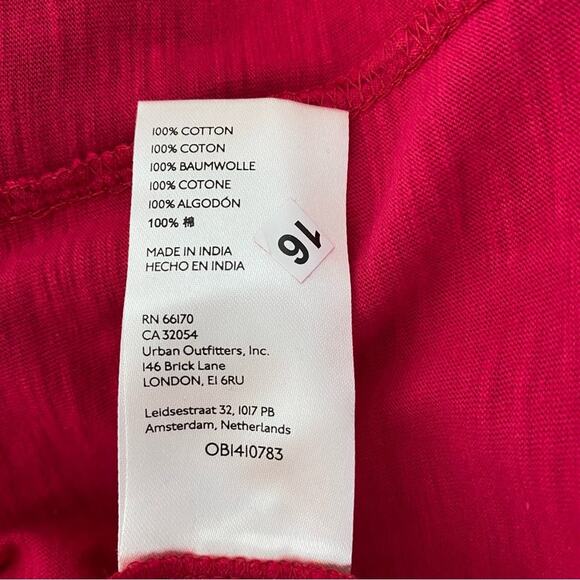 100% COTTON
100% COTON
100% BAUMWOLLE
100% COTONE
100% ALGODÓN
100% 棉
MADE IN INDIA
HECHO EN INDIA
16
RN 66170
CA 32054
Urban Outfitters, Inc.
146 Brick Lane
LONDON, E1 6RU
Leidsestraat 32, 1017 PB
Amsterdam, Netherlands
OB1410783